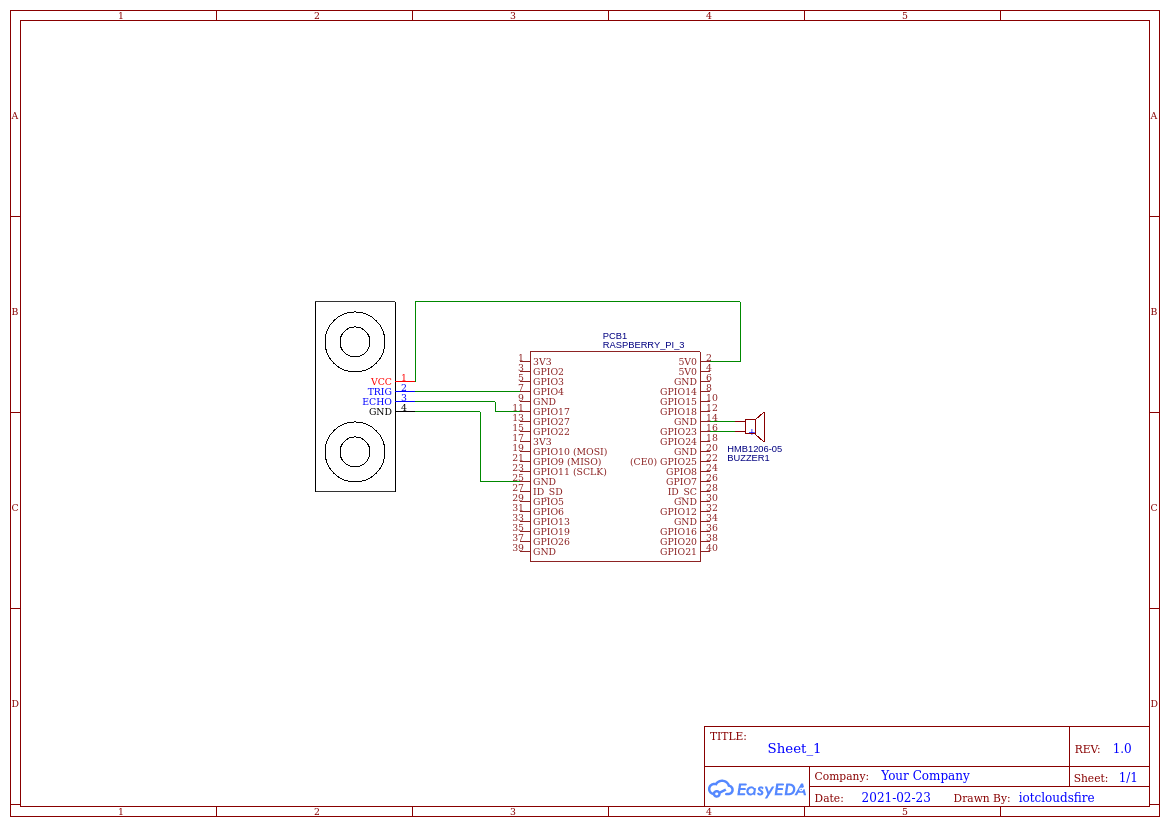 1 2 3 4 5
A A
B B
C C
D D
PCB1
RASPBERRY_PI_3
VCC 1
TRIG 2
ECHO 3
GND 4
1 3V3 5V0 2
3 GPIO2 5V0 4
5 GPIO3 GND 6
7 GPIO4 GPIO14 8
9 GND GPIO15 10
11 GPIO17 GPIO18 12
13 GPIO27 GND 14
15 GPIO22 GPIO23 16
17 3V3 GPIO24 18
19 GPIO10 (MOSI) GND 20
21 GPIO9 (MISO) (CE0) GPIO25 22
23 GPIO11 (SCLK) GPIO8 24
25 GND GPIO7 26
27 ID_SD ID_SC 28
29 GPIO5 GND 30
31 GPIO6 GPIO12 32
33 GPIO13 GND 34
35 GPIO19 GPIO16 36
37 GPIO26 GPIO20 38
39 GND GPIO21 40
+
HMB1206-05
BUZZER1
TITLE:
Sheet_1
REV: 1.0
EasyEDA
Company: Your Company
Sheet: 1/1
Date: 2021-02-23 Drawn By: iotcloudsfire
1 2 3 4 5